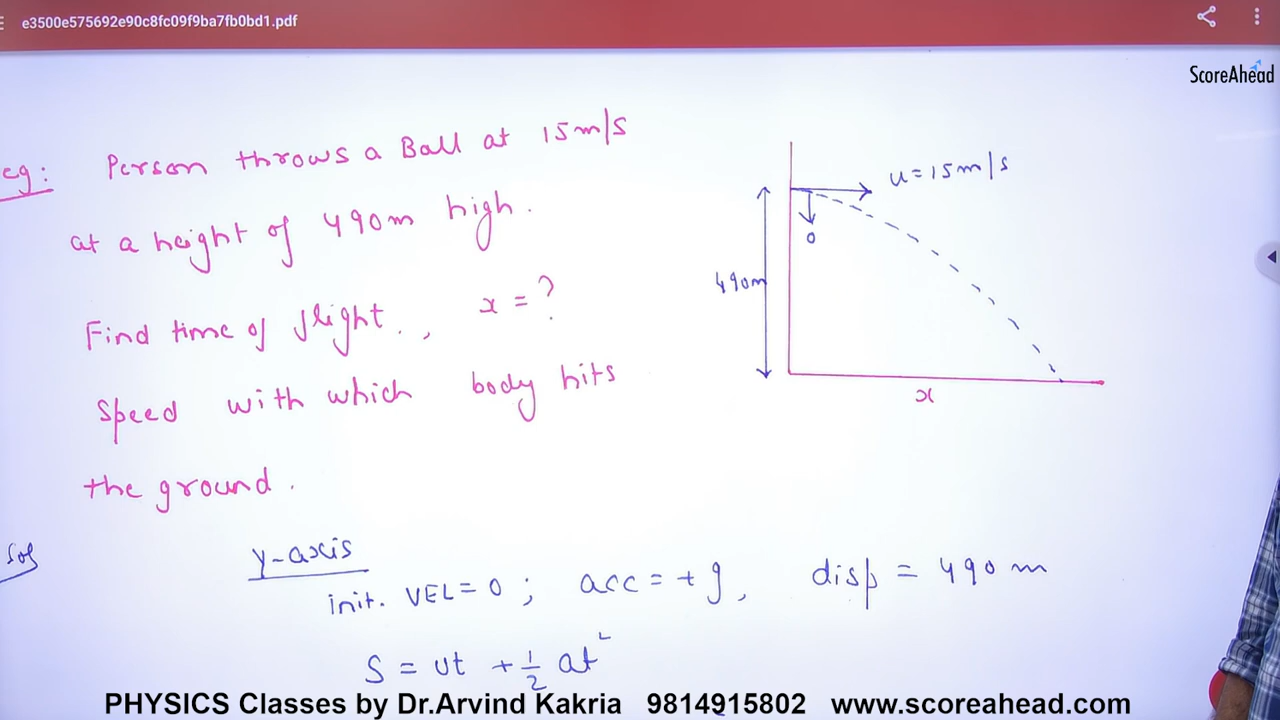 e3500e575692e90c8fc09f9ba7fb0bd1.pdf
ScoreAhead
eg: Person throws a Ball at 15m/s
at a height of 490m high.
Find time of flight., x = ?
Speed with which body hits
the ground.
u = 15m/s
0
490m
x
Sol
y-axis
init. VEL = 0; acc = +g, disp = 490 m
S = ut + 1/2 at²
PHYSICS Classes by Dr.Arvind Kakria 9814915802 www.scoreahead.com